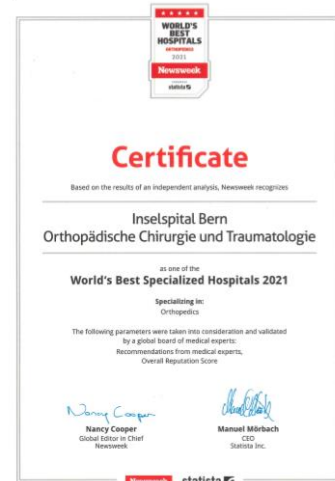 WORLD'S
BEST
HOSPITALS
ORTHOPEDICS
2021
Newsweek
statista
Certificate
Based on the results of an independent analysis, Newsweek recognizes
Inselspital Bern
Orthopädische Chirurgie und Traumatologie
as one of the
World's Best Specialized Hospitals 2021
Specializing in:
Orthopedics
The following parameters were taken into consideration and validated
by a global board of medical experts:
Recommendations from medical experts,
Overall Reputation Score
Nancy Cooper
Nancy Cooper
Global Editor in Chief
Newsweek
Manuel Mörbach
CEO
Statista Inc.
Newsweek statista